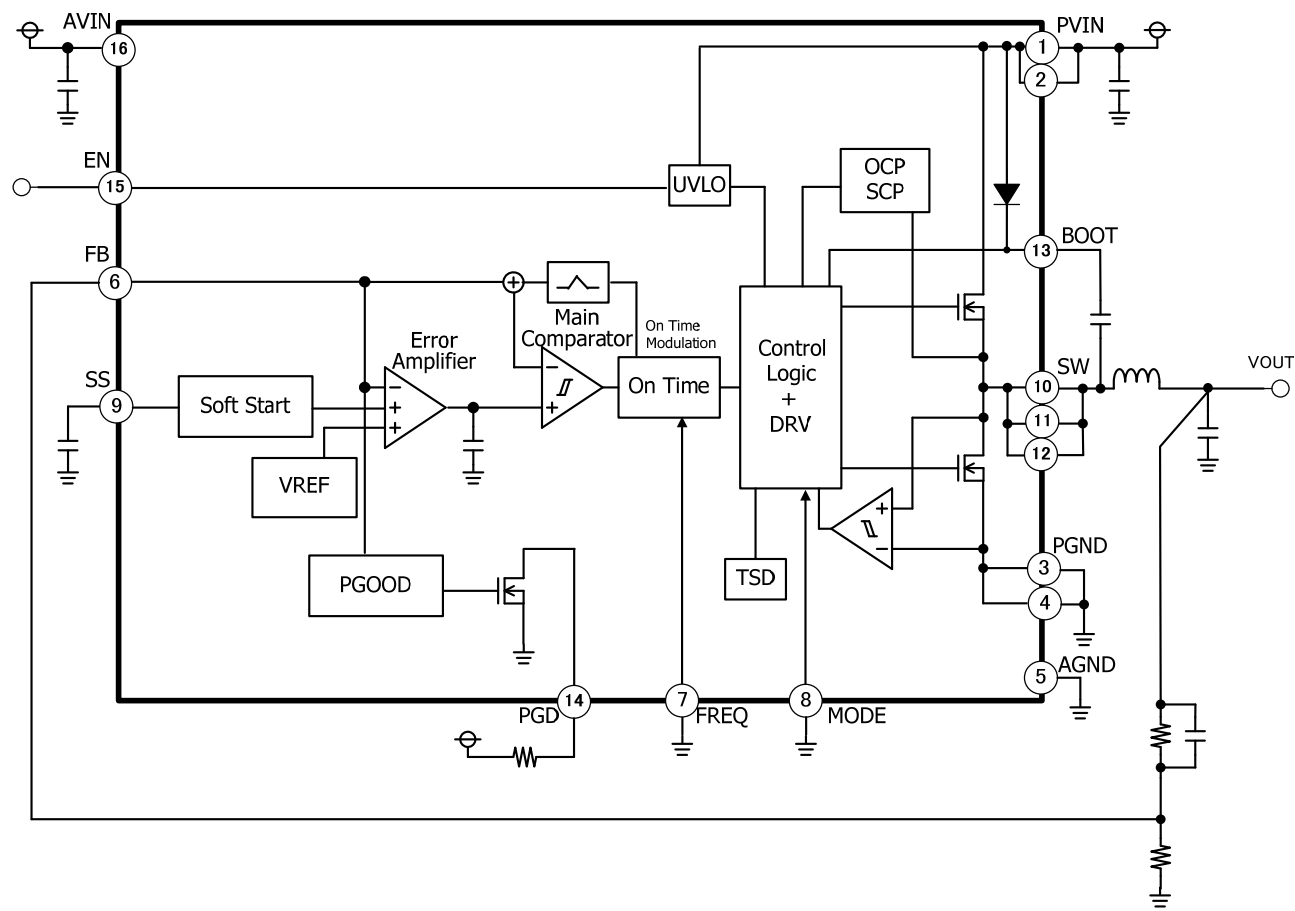 AVIN
16
PVIN
1
2
EN
15
UVLO
OCP
SCP
FB
6
BOOT
13
Main
Comparator
On Time
Modulation
Error
Amplifier
Control
Logic
+
DRV
SS
9
Soft Start
On Time
SW
10
11
12
VOUT
VREF
+
+
−
−
+
+
+
−
PGOOD
TSD
PGND
3
4
5
AGND
14
PGD
7
FREQ
8
MODE